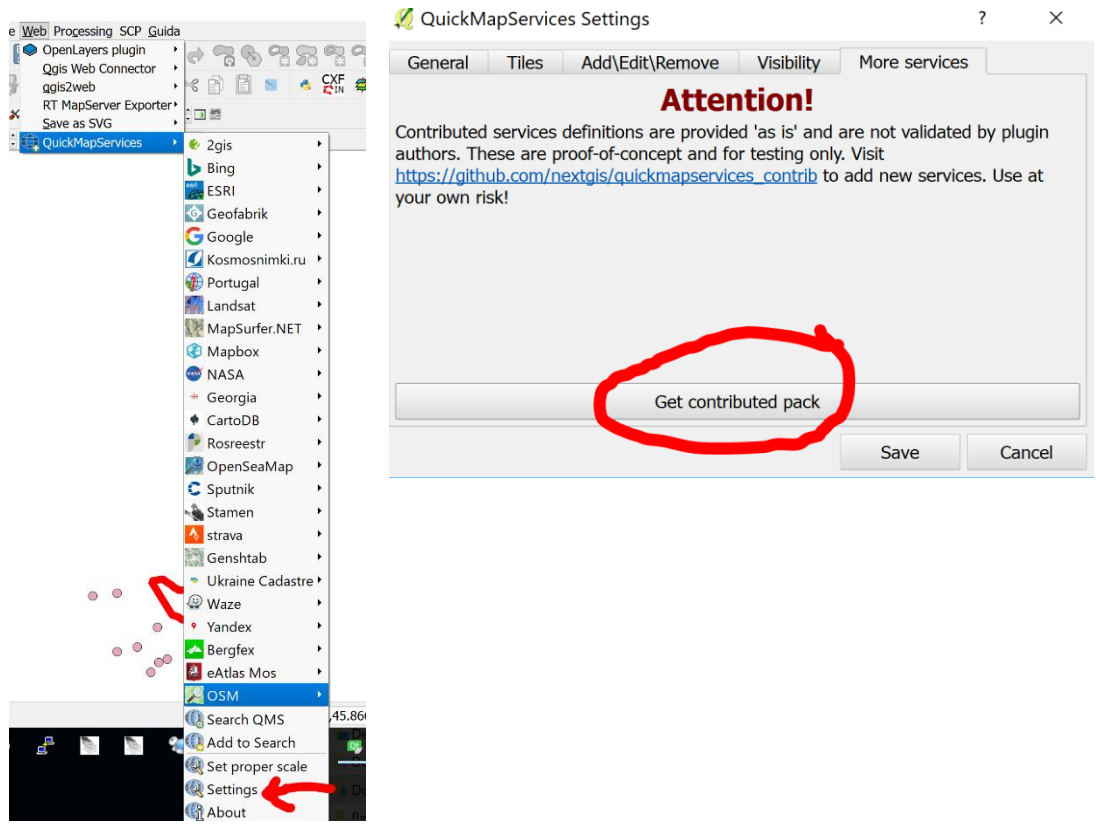 e Web Processing SCP Guida
OpenLayers plugin
Qgis Web Connector
qgis2web
RT MapServer Exporter
Save as SVG
QuickMapServices
CXF
IN
2gis
Bing
ESRI
Geofabrik
Google
Kosmosnimki.ru
Portugal
Landsat
MapSurfer.NET
Mapbox
NASA
Georgia
CartoDB
Rosreestr
OpenSeaMap
Sputnik
Stamen
strava
Genshtab
Ukraine Cadastre
Waze
Yandex
Bergfex
eAtlas Mos
OSM
Search QMS
Add to Search
Set proper scale
Settings
About
QuickMapServices Settings
? ×
General Tiles Add\Edit\Remove Visibility More services
Attention!
Contributed services definitions are provided 'as is' and are not validated by plugin
authors. These are proof-of-concept and for testing only. Visit
https://github.com/nextgis/quickmapservices_contrib to add new services. Use at
your own risk!
Get contributed pack
Save Cancel